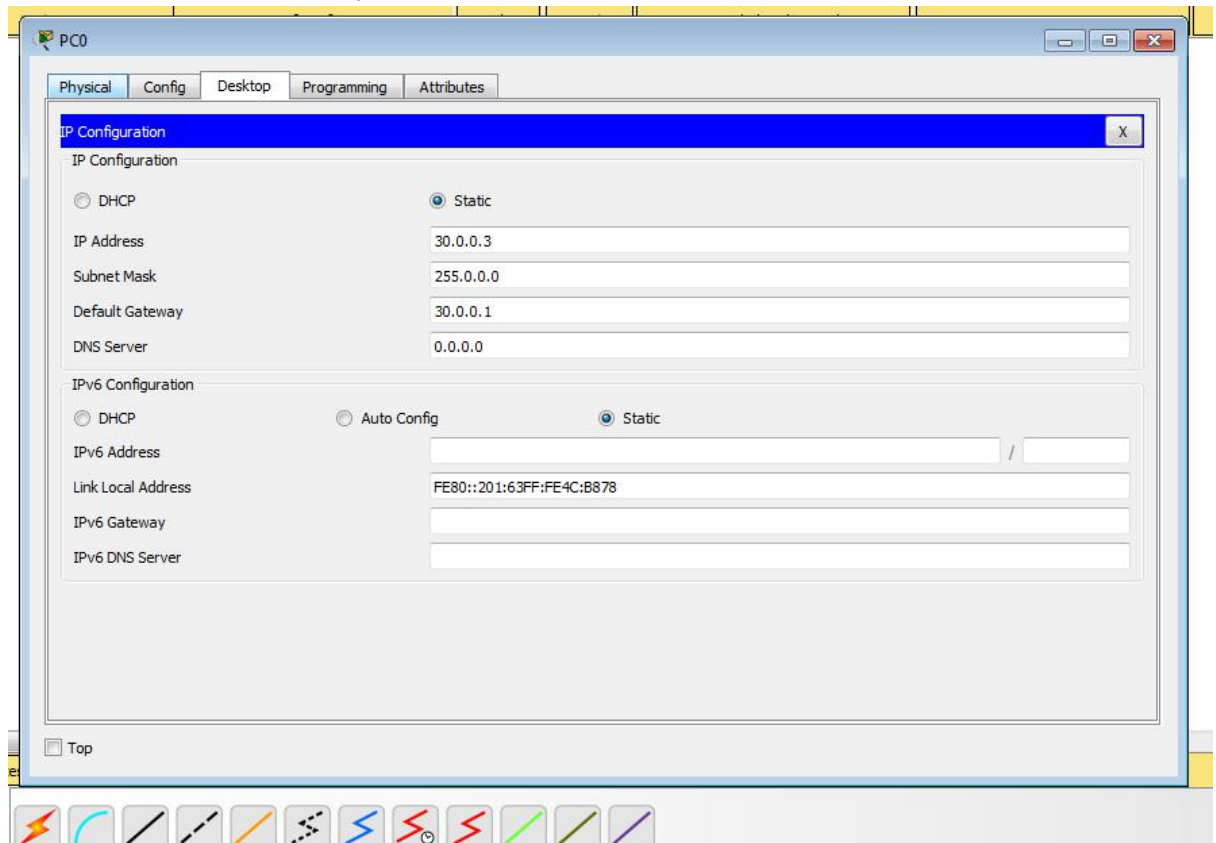 PC0
Physical Config Desktop Programming Attributes
IP Configuration X
IP Configuration
DHCP Static
IP Address 30.0.0.3
Subnet Mask 255.0.0.0
Default Gateway 30.0.0.1
DNS Server 0.0.0.0
IPv6 Configuration
DHCP Auto Config Static
IPv6 Address /
Link Local Address FE80::201:63FF:FE4C:B878
IPv6 Gateway
IPv6 DNS Server
Top